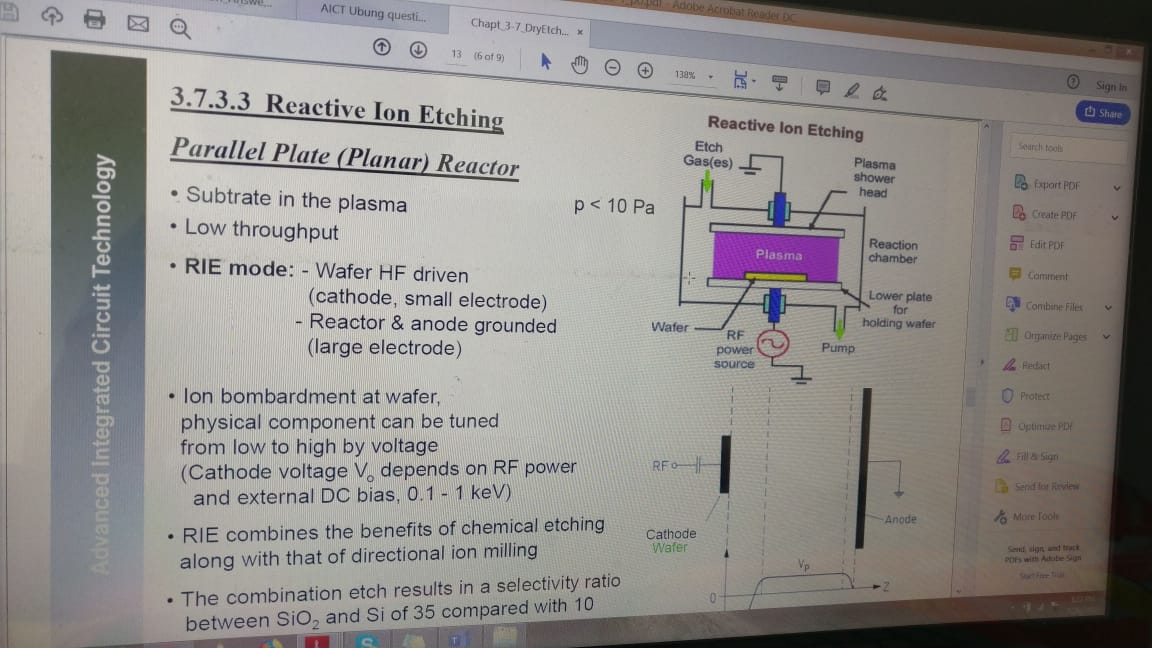 AICT Ubung questi...
Chapt_3-7_DryEtch... ×
Adobe Acrobat Reader DC
13 (6 of 9)
138%
Sign In
Share
Advanced Integrated Circuit Technology
3.7.3.3 Reactive Ion Etching
Parallel Plate (Planar) Reactor
• Subtrate in the plasma
p < 10 Pa
• Low throughput
• RIE mode: - Wafer HF driven
(cathode, small electrode)
- Reactor & anode grounded
(large electrode)
• Ion bombardment at wafer,
physical component can be tuned
from low to high by voltage
(Cathode voltage Vo depends on RF power
and external DC bias, 0.1 - 1 keV)
• RIE combines the benefits of chemical etching
along with that of directional ion milling
• The combination etch results in a selectivity ratio
between SiO2 and Si of 35 compared with 10
Reactive Ion Etching
Etch
Gas(es)
Plasma
shower
head
Plasma
Reaction
chamber
Lower plate
for
holding wafer
Wafer
RF
power
source
Pump
RF
Cathode
Wafer
Anode
Vp
0
Z
Search tools
Export PDF
Create PDF
Edit PDF
Comment
Combine Files
Organize Pages
Redact
Protect
Optimize PDF
Fill & Sign
Send for Review
More Tools
Send, sign, and track
PDFs with Adobe Sign
Start Free Trial